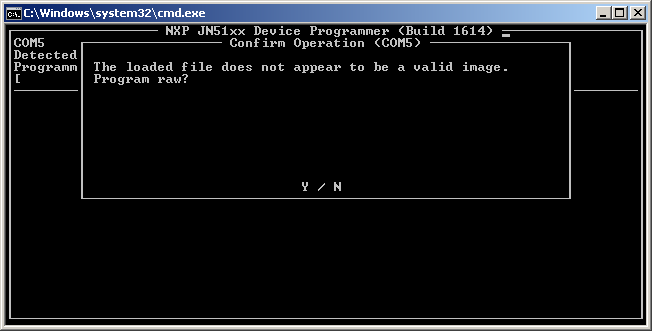 C:\Windows\system32\cmd.exe
NXP JN51xx Device Programmer (Build 1614) _
COM5
Confirm Operation (COM5)
Detected
The loaded file does not appear to be a valid image.
Programm
Program raw?
[
Y / N